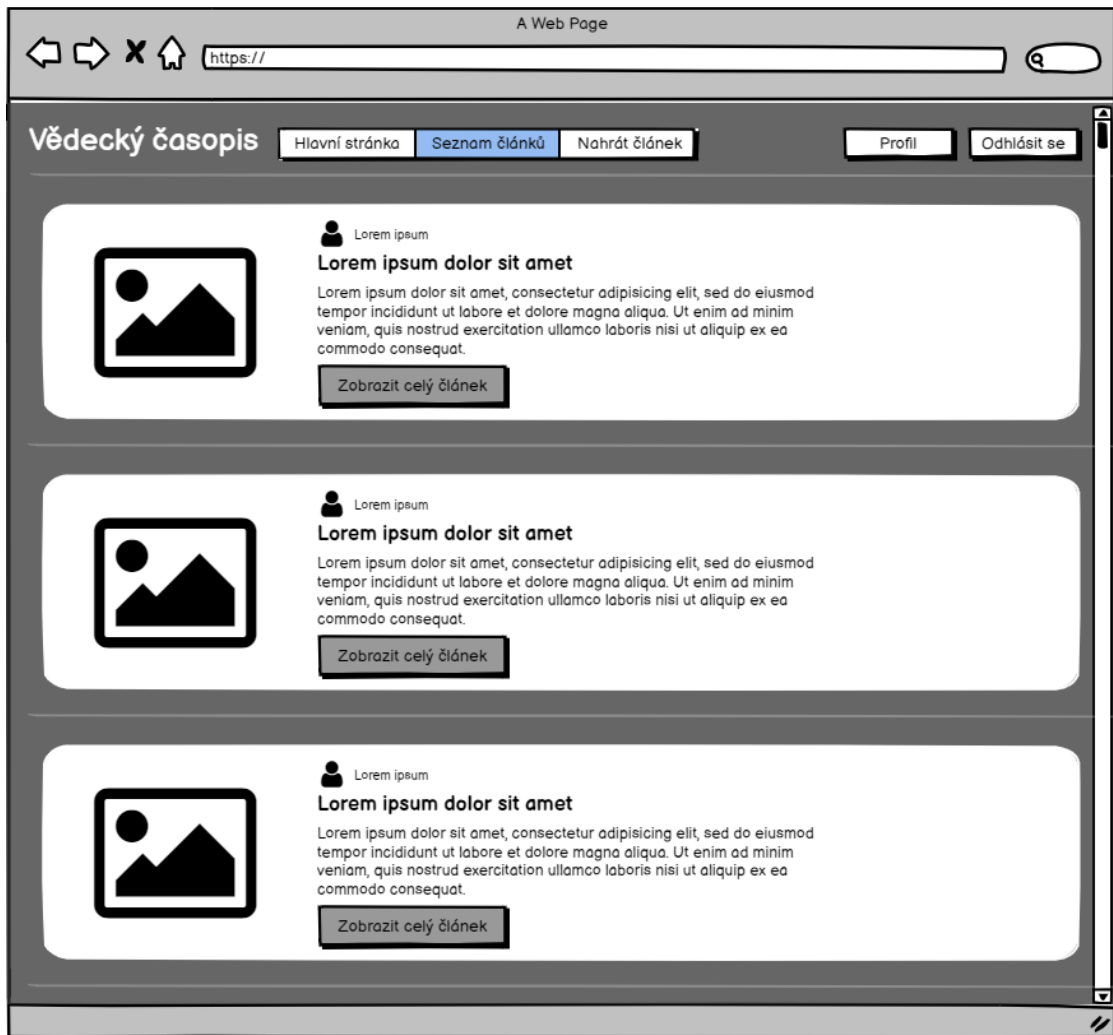 A Web Page
https://
Vědecký časopis
Hlavní stránka Seznam článků Nahrát článek Profil Odhlásit se
Lorem ipsum
Lorem ipsum dolor sit amet
Lorem ipsum dolor sit amet, consectetur adipisicing elit, sed do eiusmod
tempor incididunt ut labore et dolore magna aliqua. Ut enim ad minim
veniam, quis nostrud exercitation ullamco laboris nisi ut aliquip ex ea
commodo consequat.
Zobrazit celý článek
Lorem ipsum
Lorem ipsum dolor sit amet
Lorem ipsum dolor sit amet, consectetur adipisicing elit, sed do eiusmod
tempor incididunt ut labore et dolore magna aliqua. Ut enim ad minim
veniam, quis nostrud exercitation ullamco laboris nisi ut aliquip ex ea
commodo consequat.
Zobrazit celý článek
Lorem ipsum
Lorem ipsum dolor sit amet
Lorem ipsum dolor sit amet, consectetur adipisicing elit, sed do eiusmod
tempor incididunt ut labore et dolore magna aliqua. Ut enim ad minim
veniam, quis nostrud exercitation ullamco laboris nisi ut aliquip ex ea
commodo consequat.
Zobrazit celý článek